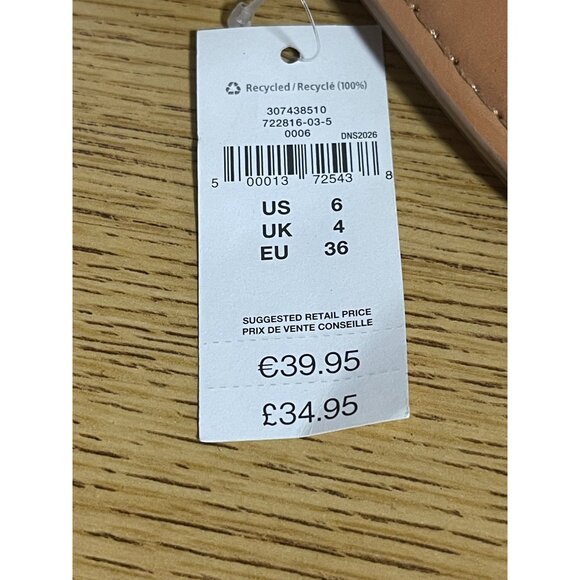 Recycled / Recyclé (100%)
307438510
722816-03-5
0006 DNS2026
5 00013 72543 8
US 6
UK 4
EU 36
SUGGESTED RETAIL PRICE
PRIX DE VENTE CONSEILLE
€39.95
£34.95